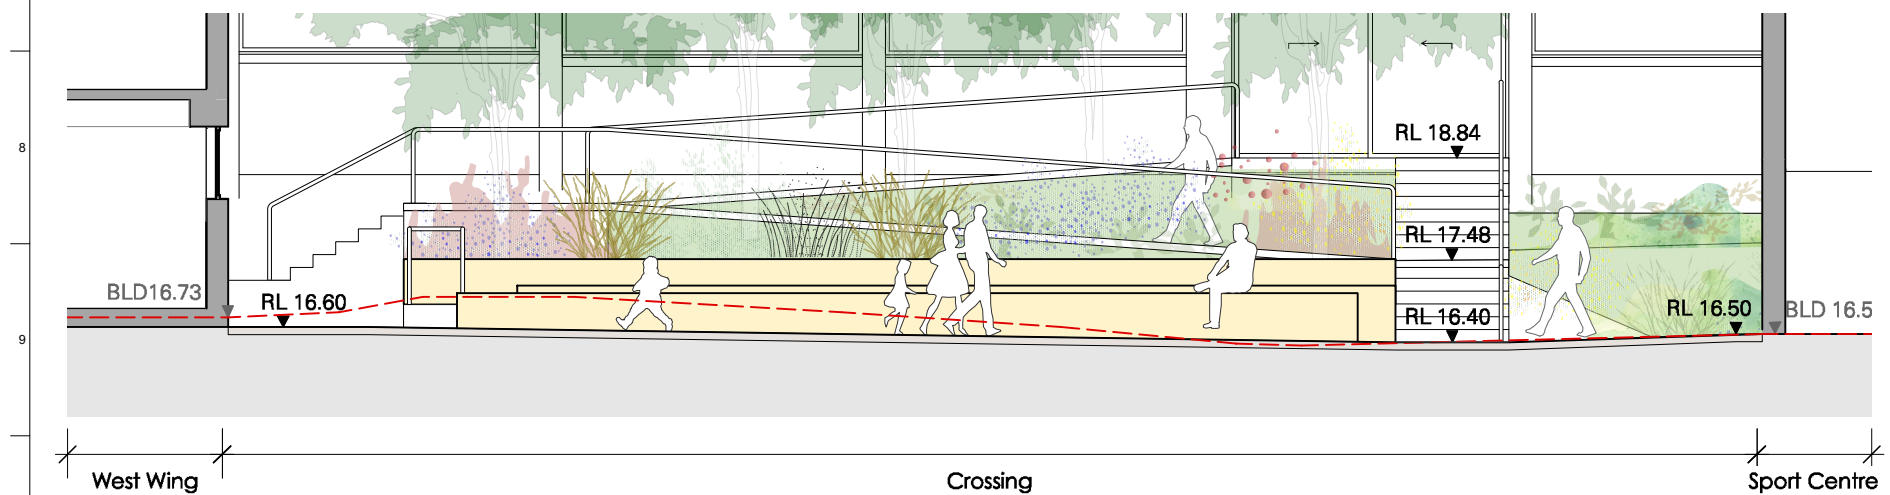 RL 18.84
8
RL 17.48
BLD16.73
RL 16.60
RL 16.50
BLD 16.5
RL 16.40
9
West Wing
Crossing
Sport Centre